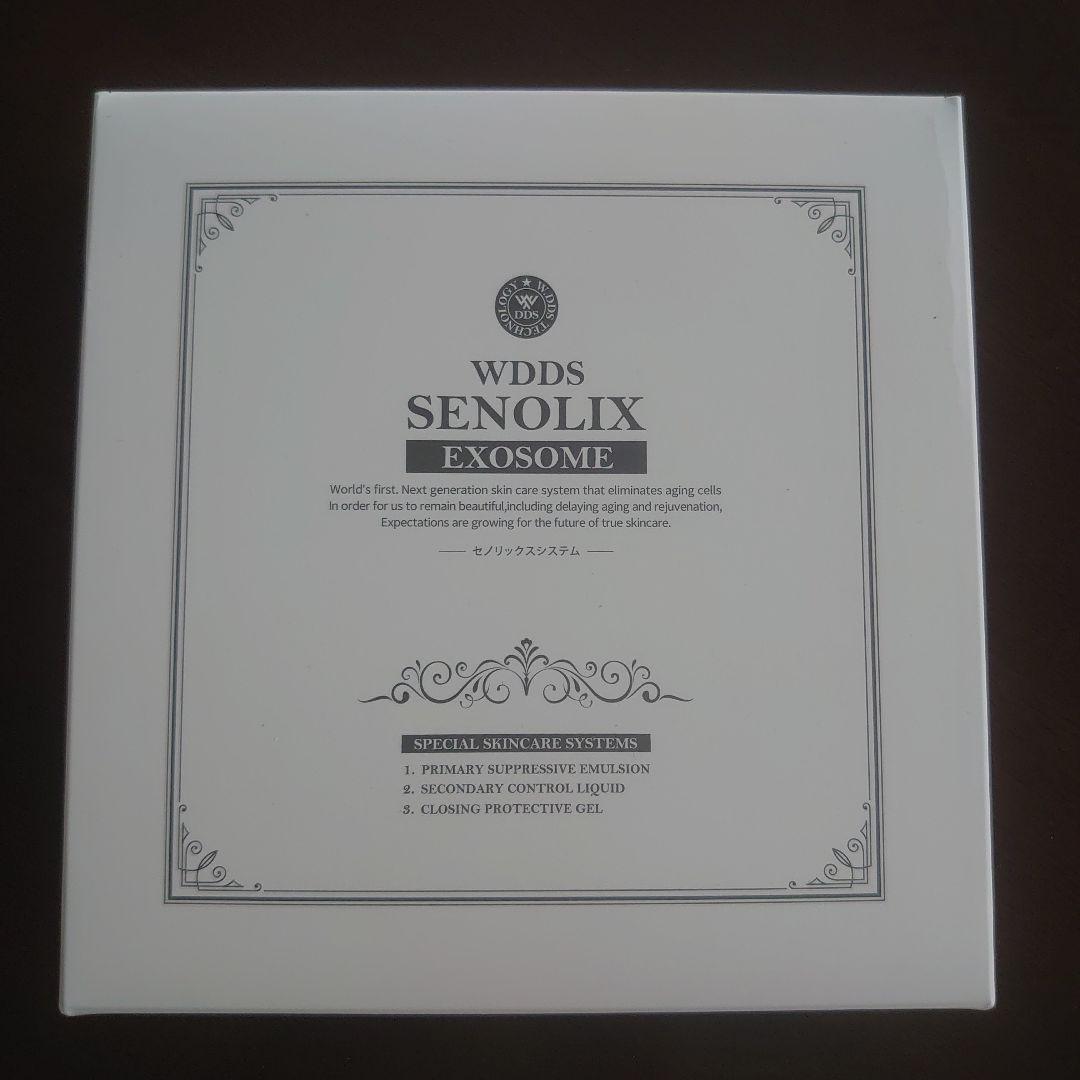 W.DDS TECHNOLOGY
DDS
WDDS
SENOLIX
EXOSOME
World's first. Next generation skin care system that eliminates aging cells
In order for us to remain beautiful,including delaying aging and rejuvenation,
Expectations are growing for the future of true skincare.
セノリックスシステム
SPECIAL SKINCARE SYSTEMS
1. PRIMARY SUPPRESSIVE EMULSION
2. SECONDARY CONTROL LIQUID
3. CLOSING PROTECTIVE GEL